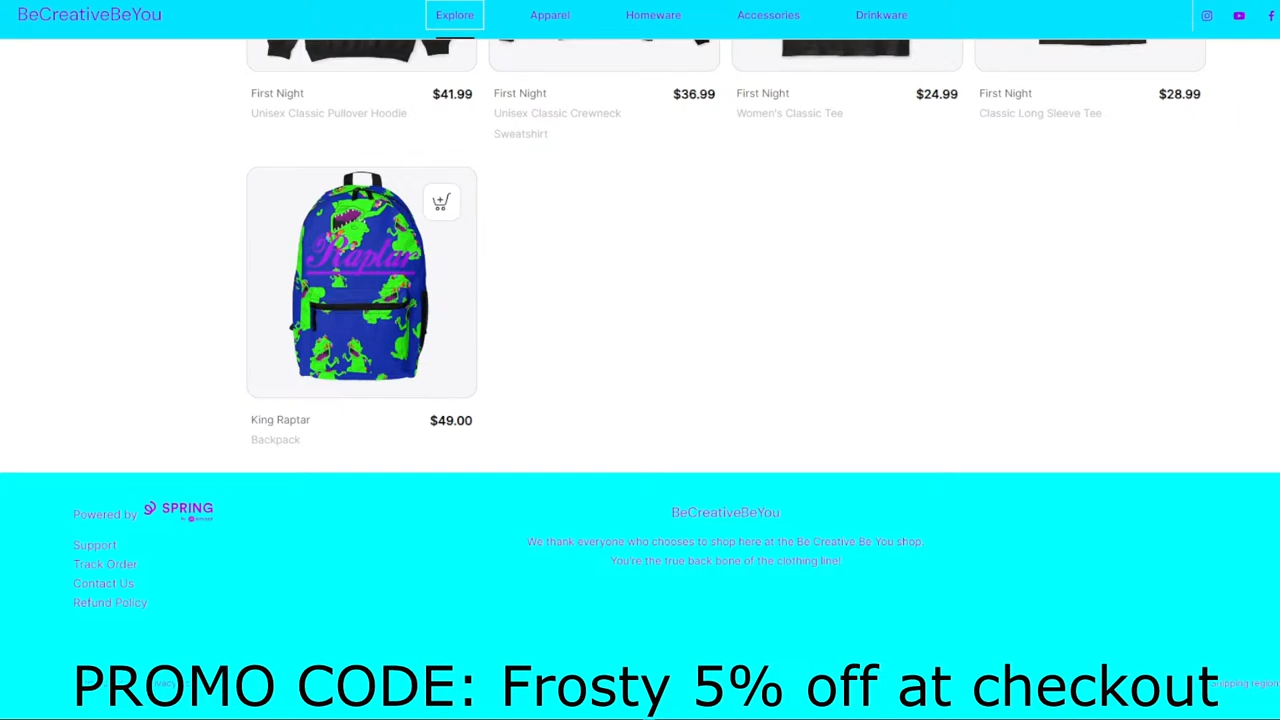 BeCreativeBeYou
Explore
Apparel
Homeware
Accessories
Drinkware
First Night $41.99
Unisex Classic Pullover Hoodie
First Night $36.99
Unisex Classic Crewneck
Sweatshirt
First Night $24.99
Women's Classic Tee
First Night $28.99
Classic Long Sleeve Tee
Raptar
King Raptar $49.00
Backpack
Powered by SPRING
Support
Track Order
Contact Us
Refund Policy
BeCreativeBeYou
We thank everyone who chooses to shop here at the Be Creative Be You shop.
You're the true back bone of the clothing line!
PROMO CODE: Frosty 5% off at checkout